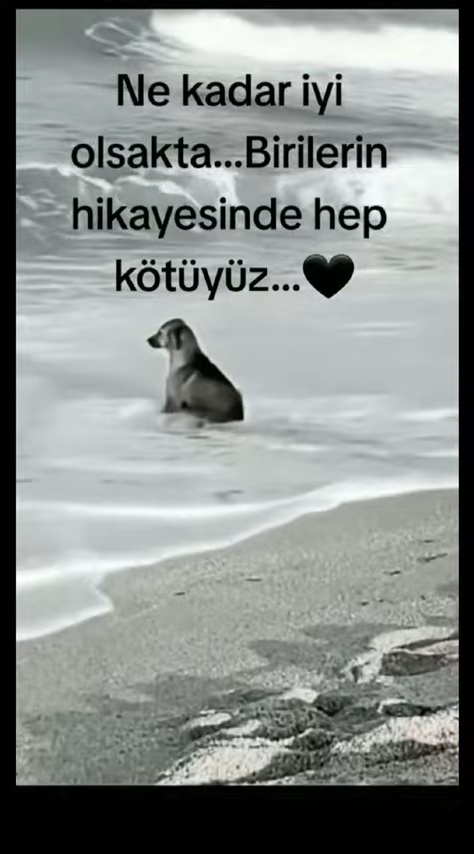 Ne kadar iyi
olsakta...Birilerin
hikayesinde hep
kötüyüz...🖤